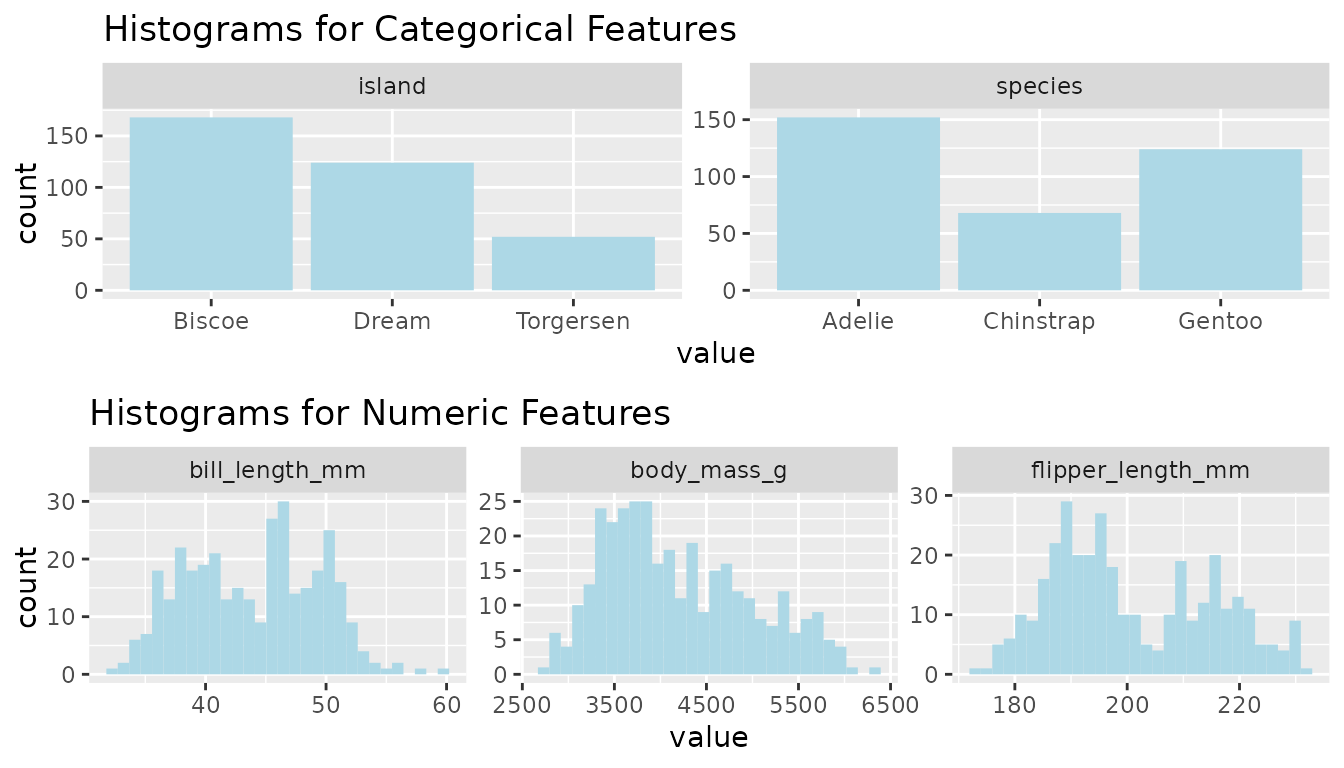 Histograms for Categorical Features
island
species
count
150
100
50
0
150
100
50
0
Biscoe Dream Torgersen
Adelie Chinstrap Gentoo
value
Histograms for Numeric Features
bill_length_mm
body_mass_g
flipper_length_mm
count
30
20
10
0
25
20
15
10
5
0
30
20
10
0
40 50 60
2500 3500 4500 5500 6500
180 200 220
value